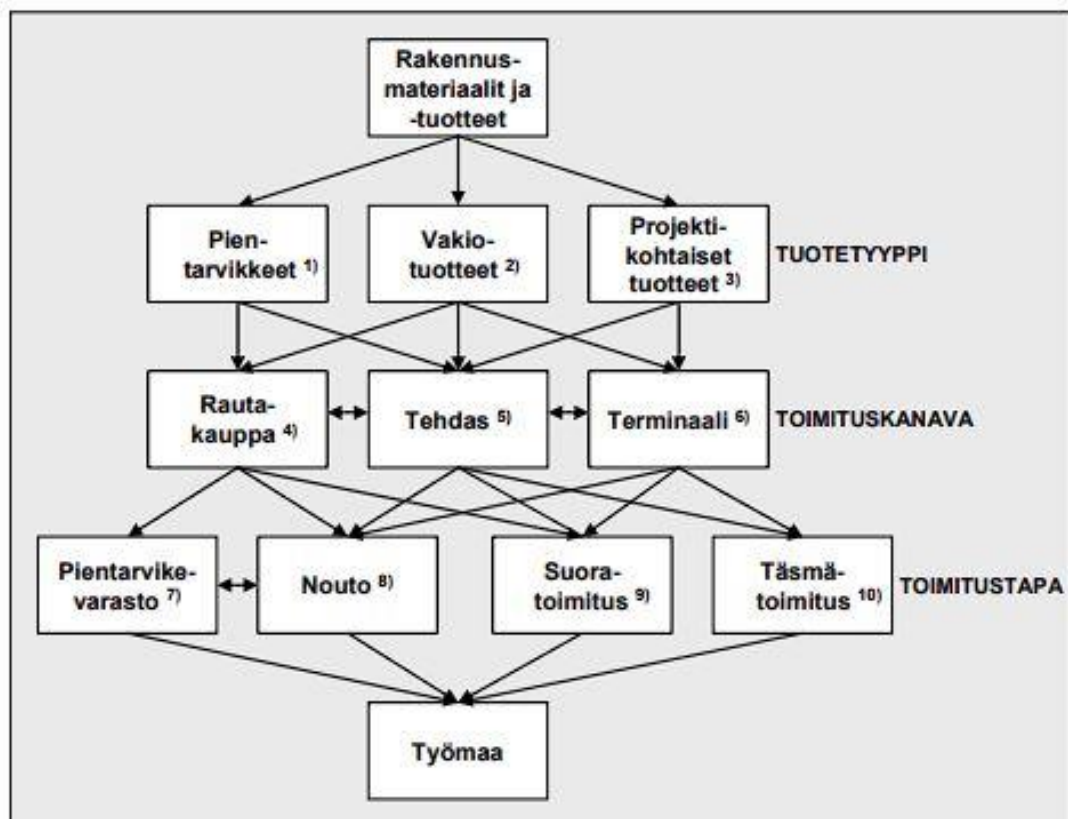 Rakennus-
materiaalit ja
-tuotteet
Pien-
tarvikkeet 1)
Vakio-
tuotteet 2)
Projekti-
kohtaiset
tuotteet 3)
TUOTETYYPPI
Rauta-
kauppa 4)
Tehdas 5)
Terminaali 6)
TOIMITUSKANAVA
Pientarvike-
varasto 7)
Nouto 8)
Suora-
toimitus 9)
Täsmä-
toimitus 10)
TOIMITUSTAPA
Työmaa